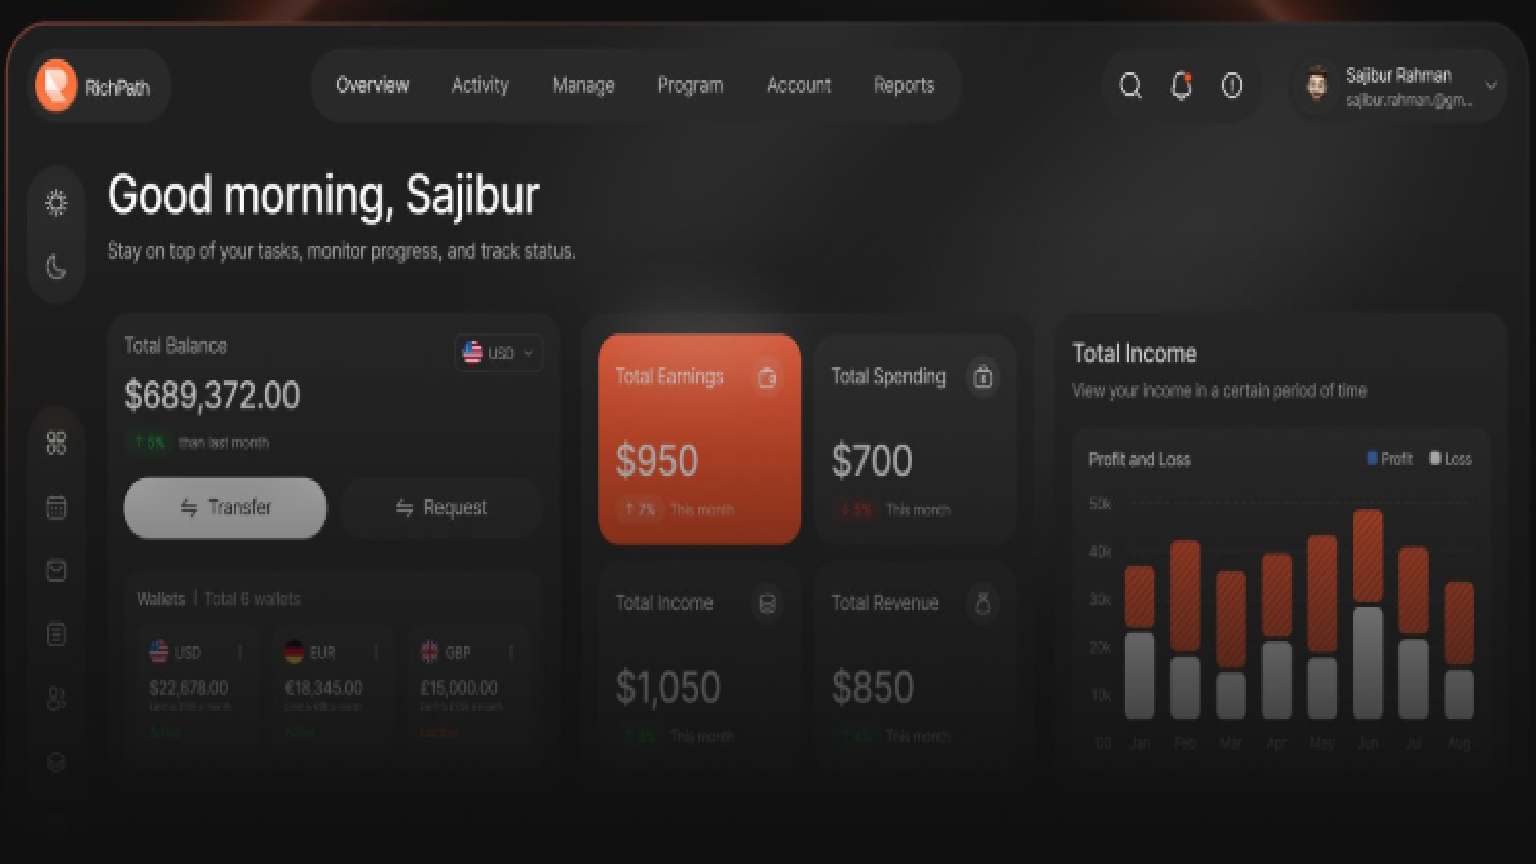 RichPath
Overview Activity Manage Program Account Reports
Sajibur Rahman
sajibur.rahman.@gm...
Good morning, Sajibur
Stay on top of your tasks, monitor progress, and track status.
Total Balance
USD
$689,372.00
↑ 5% than last month
Transfer
Request
Wallets | Total 6 wallets
USD
$22,678.00
Active
EUR
€18,345.00
Active
GBP
£15,000.00
Inactive
Total Earnings
$950
↑ 7% This month
Total Spending
$700
↓ 5% This month
Total Income
$1,050
This month
Total Revenue
$850
This month
Total Income
View your income in a certain period of time
Profit and Loss
Profit Loss
50k
40k
30k
20k
10k
00 Jan Feb Mar Apr May Jun Jul Aug